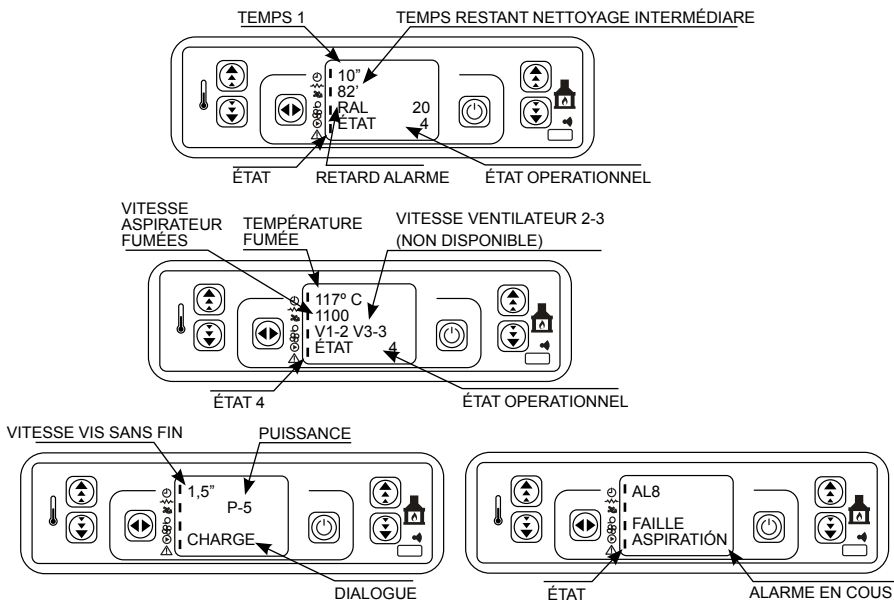 TEMPS 1
TEMPS RESTANT NETTOYAGE INTERMÉDIARE
10”
82’
RAL 20
ÉTAT 4
ÉTAT
RETARD ALARME
ÉTAT OPERATIONNEL
VITESSE
ASPIRATEUR
FUMÉES
TEMPÉRATURE
FUMÉE
VITESSE VENTILATEUR 2-3
(NON DISPONIBLE)
117º C
1100
V1-2 V3-3
ÉTAT 4
ÉTAT 4
ÉTAT OPERATIONNEL
VITESSE VIS SANS FIN
PUISSANCE
1,5”
P-5
CHARGE
DIALOGUE
AL8
FAILLE
ASPIRATIÓN
ÉTAT
ALARME EN COUS